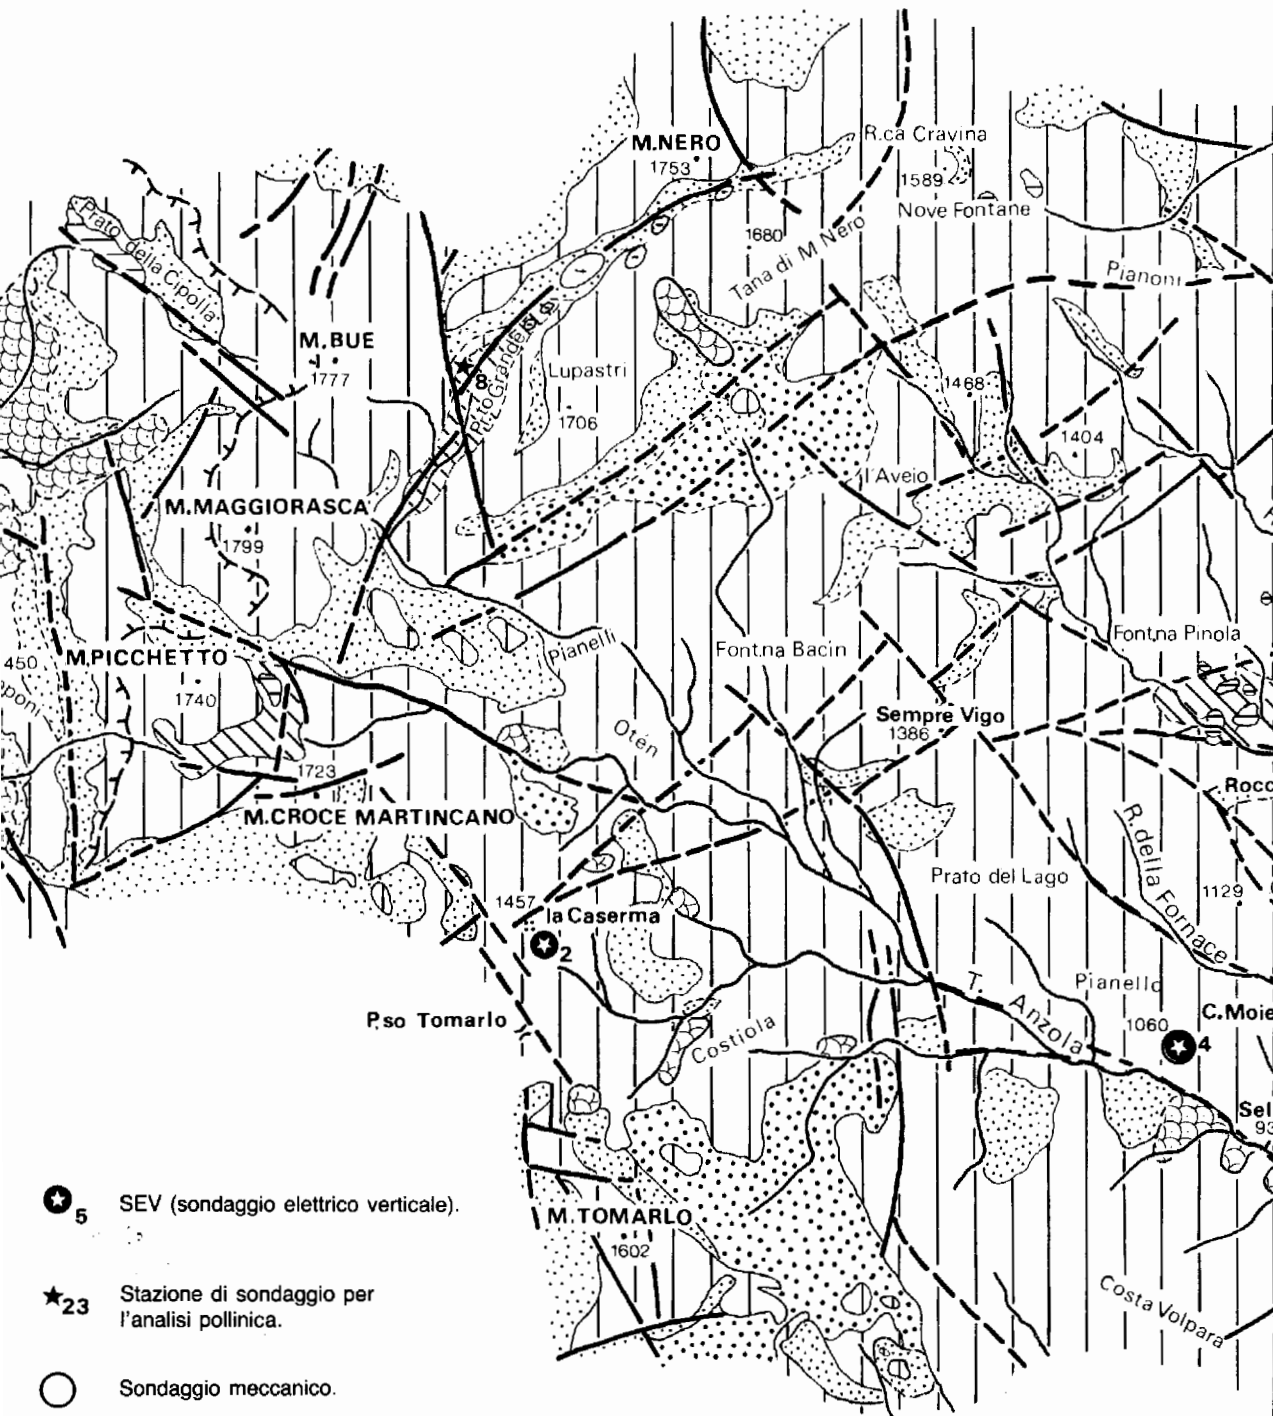 R.ca Cravina
M.NERO
1753
1589
Nove Fontane
Prato della Cipolla
1680
Tana di M. Nero
Pianoni
M.BUE
1777
P.to Grande
8
Lupastri
1706
1468
1404
l'Aveio
M.MAGGIORASCA
1799
Pianelli
Font.na Bacin
Font.na Pinola
450
M.PICCHETTO
1740
Otén
Sempre Vigo
1386
1723
M.CROCE MARTINCANO
R. della Fornace
Prato del Lago
1129
1457
la Caserma
2
T. Anzola
Pianello
C.Moie
1060
4
P.so Tomarlo
Costiola
Sel
93
5
SEV (sondaggio elettrico verticale).
M.TOMARLO
1602
23
Stazione di sondaggio per
l'analisi pollinica.
Costa Volpara
Sondaggio meccanico.